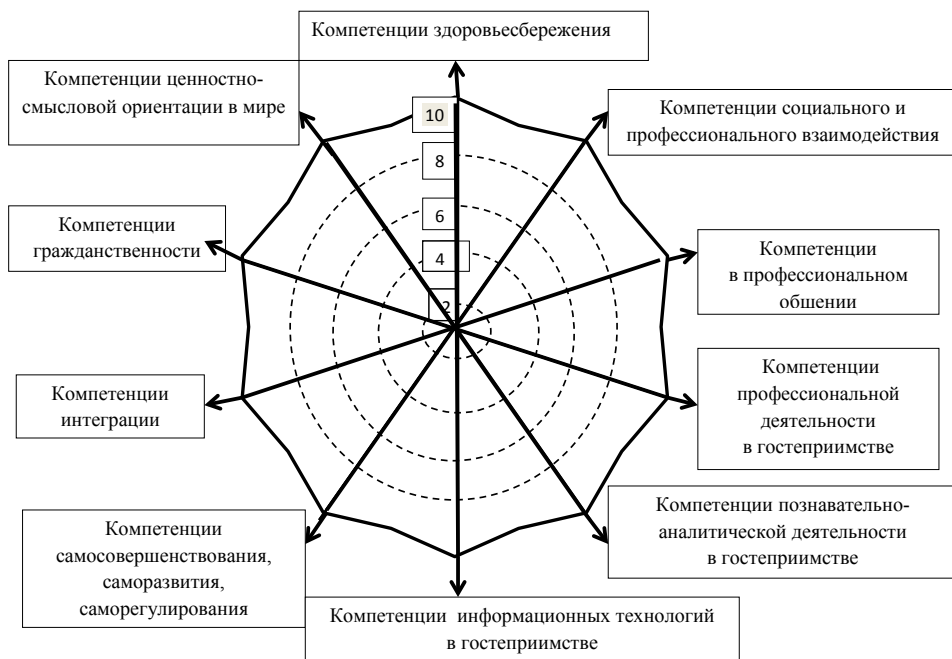 Компетенции здоровьесбережения
Компетенции ценностно-
смысловой ориентации в мире
Компетенции социального и
профессионального взаимодействия
10
8
6
4
2
Компетенции
гражданственности
Компетенции
в профессиональном
обшении
Компетенции
интеграции
Компетенции
профессиональной
деятельности
в гостеприимстве
Компетенции
самосовершенствования,
саморазвития,
саморегулирования
Компетенции познавательно-
аналитической деятельности
в гостеприимстве
Компетенции информационных технологий
в гостеприимстве